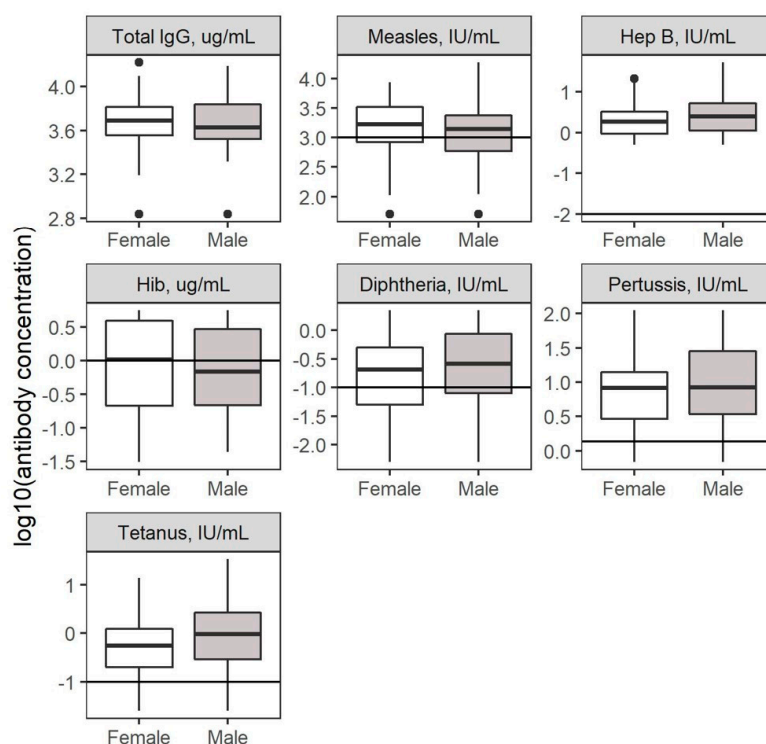 log10(antibody concentration)
Total IgG, ug/mL
4.0
3.6
3.2
2.8
Female Male
Measles, IU/mL
4.0
3.5
3.0
2.5
2.0
Female Male
Hep B, IU/mL
1
0
-1
-2
Female Male
Hib, ug/mL
0.5
0.0
-0.5
-1.0
-1.5
Female Male
Diphtheria, IU/mL
0.0
-0.5
-1.0
-1.5
-2.0
Female Male
Pertussis, IU/mL
2.0
1.5
1.0
0.5
0.0
Female Male
Tetanus, IU/mL
1
0
-1
Female Male